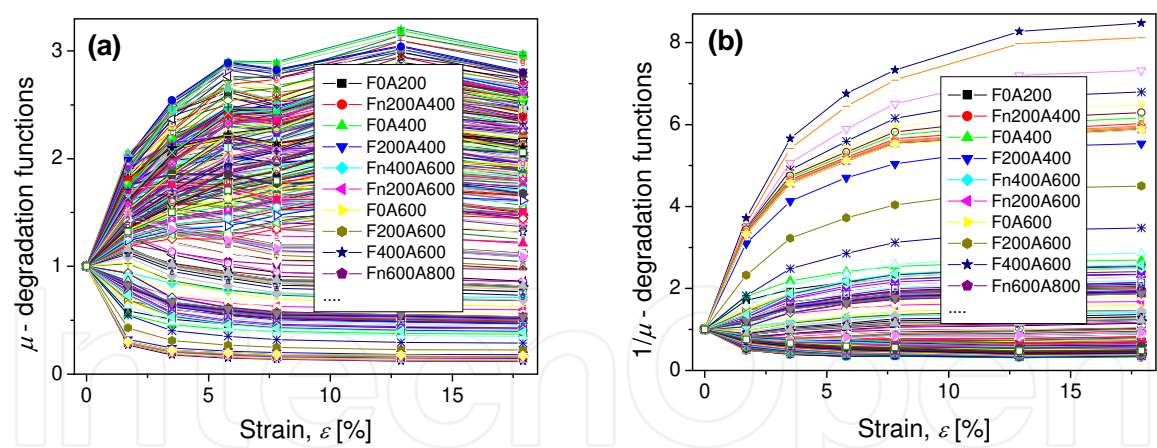 (a)
μ - degradation functions
3
2
1
0
F0A200
Fn200A400
F0A400
F200A400
Fn400A600
Fn200A600
F0A600
F200A600
F400A600
Fn600A800
....
0 5 10 15
Strain, ε [%]
(b)
1/μ - degradation functions
8
6
4
2
0
F0A200
Fn200A400
F0A400
F200A400
Fn400A600
Fn200A600
F0A600
F200A600
F400A600
Fn600A800
....
0 5 10 15
Strain, ε [%]
intechopen